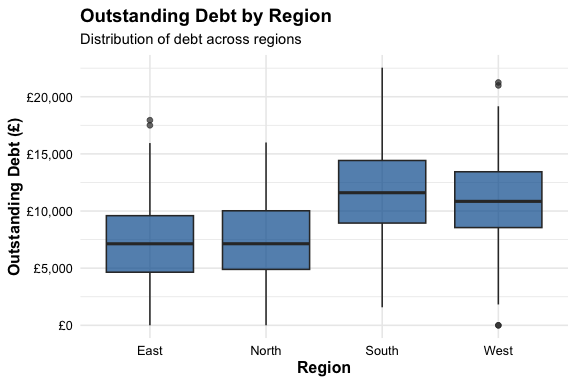 Outstanding Debt by Region
Distribution of debt across regions
Outstanding Debt (£)
£20,000
£15,000
£10,000
£5,000
£0
East North South West
Region